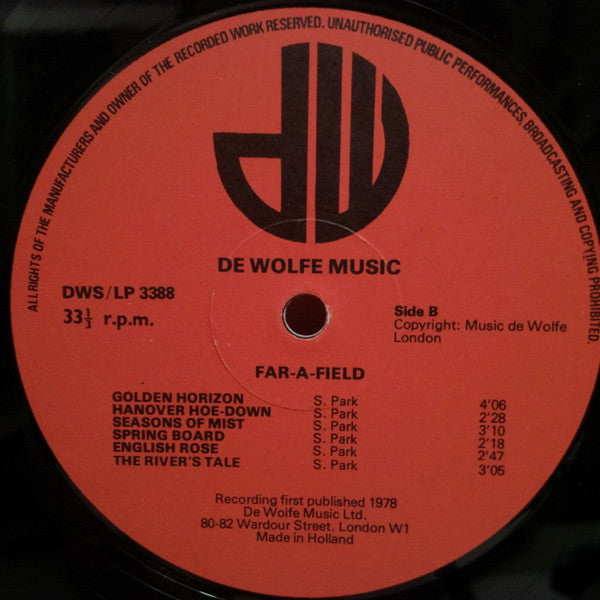 ALL RIGHTS OF THE MANUFACTURERS AND OWNER OF THE RECORDED WORK RESERVED. UNAUTHORISED PUBLIC PERFORMANCES, BROADCASTING AND COPYING PROHIBITED.
dW
DE WOLFE MUSIC
DWS/LP 3388
33⅓ r.p.m.
Side B
Copyright: Music de Wolfe
London
FAR-A-FIELD
GOLDEN HORIZON S. Park 4'06
HANOVER HOE-DOWN S. Park 2'28
SEASONS OF MIST S. Park 3'10
SPRING BOARD S. Park 2'18
ENGLISH ROSE S. Park 2'47
THE RIVER'S TALE S. Park 3'05
Recording first published 1978
De Wolfe Music Ltd.
80-82 Wardour Street. London W1
Made in Holland